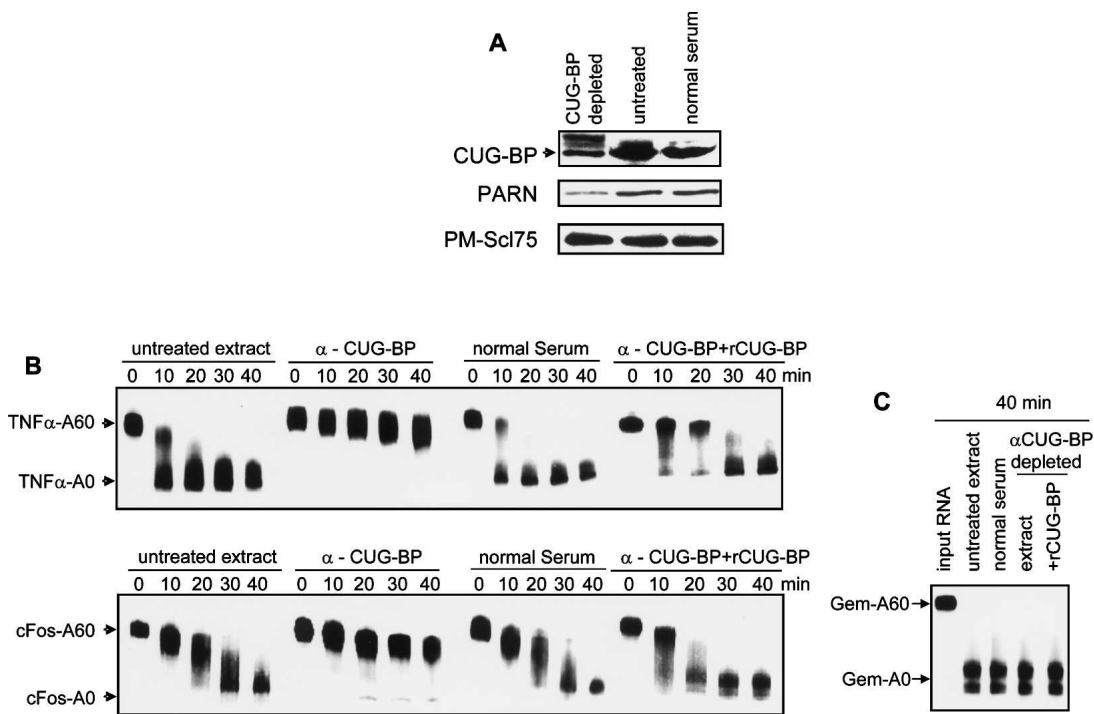 A
CUG-BP
depleted
untreated
normal serum
CUG-BP
PARN
PM-Scl75
B
untreated extract
α - CUG-BP
normal Serum
α - CUG-BP+rCUG-BP
0 10 20 30 40 0 10 20 30 40 0 10 20 30 40 0 10 20 30 40 min
TNFα-A60
TNFα-A0
untreated extract
α - CUG-BP
normal Serum
α - CUG-BP+rCUG-BP
0 10 20 30 40 0 10 20 30 40 0 10 20 30 40 0 10 20 30 40 min
cFos-A60
cFos-A0
C
40 min
αCUG-BP
depleted
input RNA
untreated extract
normal serum
extract
+rCUG-BP
Gem-A60
Gem-A0